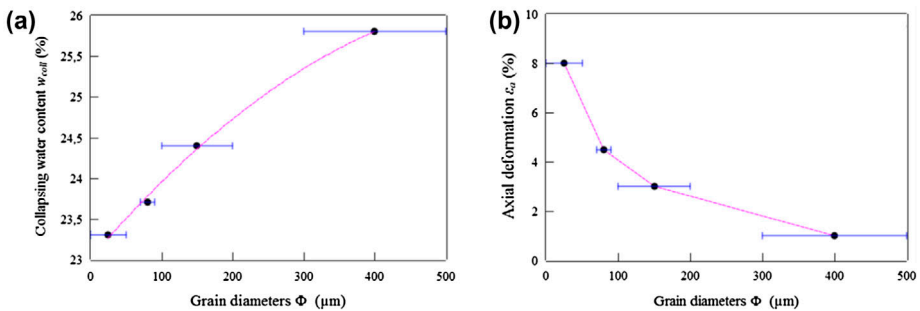 (a)
Collapsing water content w_coll (%)
26
25.5
25
24.5
24
23.5
23
0 100 200 300 400 500
Grain diameters Φ (µm)
(b)
Axial deformation ε_a (%)
10
8
6
4
2
0
0 100 200 300 400 500
Grain diameters Φ (µm)